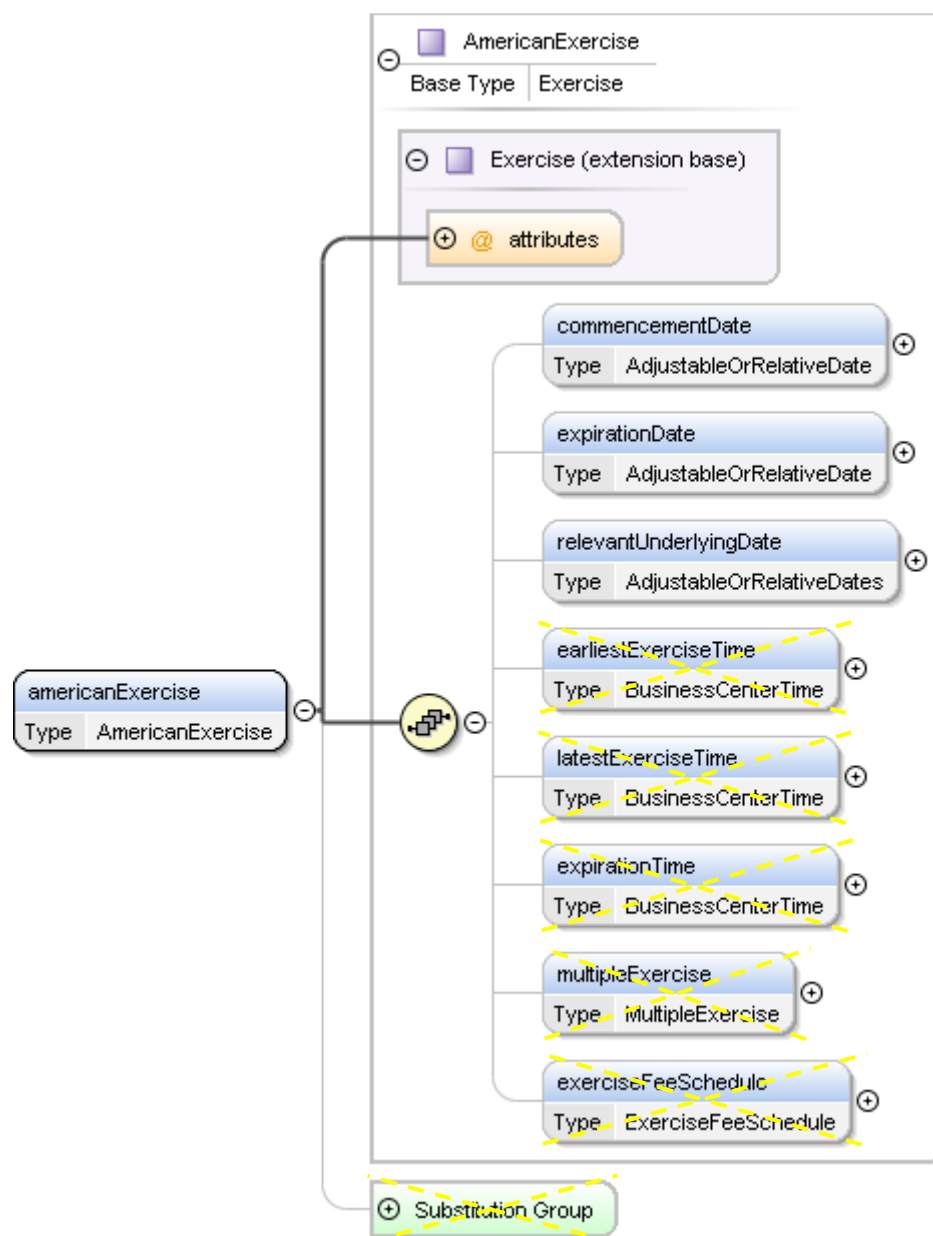 AmericanExercise
Base Type Exercise
Exercise (extension base)
@ attributes
commencementDate
Type AdjustableOrRelativeDate
expirationDate
Type AdjustableOrRelativeDate
relevantUnderlyingDate
Type AdjustableOrRelativeDates
earliestExerciseTime
Type BusinessCenterTime
americanExercise
Type AmericanExercise
latestExerciseTime
Type BusinessCenterTime
expirationTime
Type BusinessCenterTime
multipleExercise
Type MultipleExercise
exerciseFeeSchedule
Type ExerciseFeeSchedule
Substitution Group